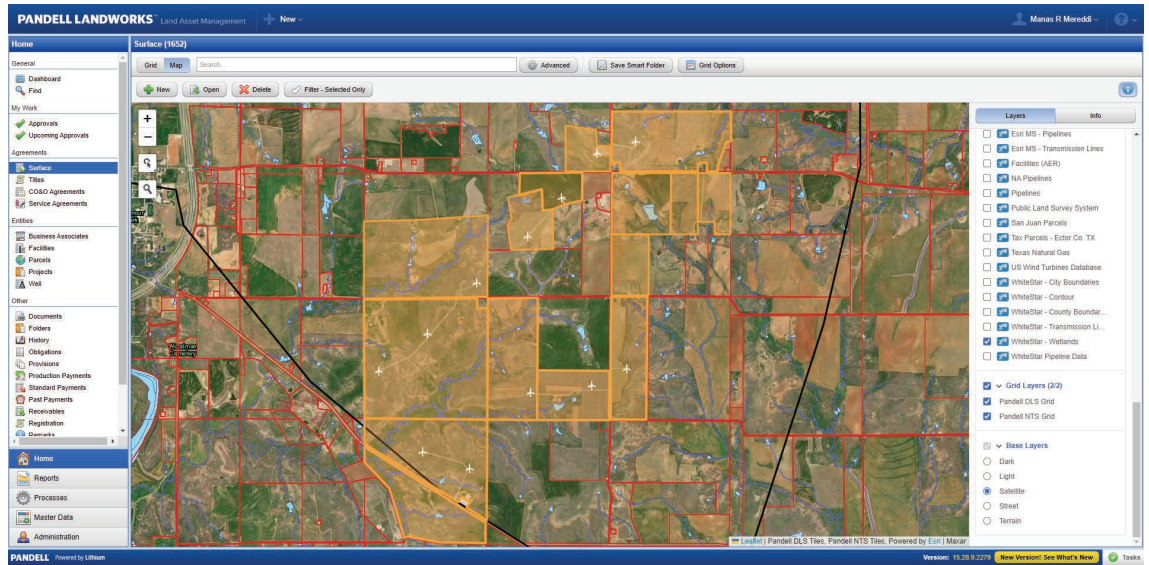 PANDELL LANDWORKS™ Land Asset Management
New
Manas R Mereddi
?
Home
Surface (1652)
General
Dashboard
Find
My Work
Approvals
Upcoming Approvals
Agreements
Surface
Titles
CO&O Agreements
Service Agreements
Entities
Business Associates
Facilities
Parcels
Projects
Well
Other
Documents
Folders
History
Obligations
Provisions
Production Payments
Standard Payments
Past Payments
Receivables
Registration
Remarks
Home
Reports
Processes
Master Data
Administration
Grid Map Search... Advanced Save Smart Folder Grid Options
New Open Delete Filter - Selected Only
+
−
Woodman
Cemetery
Leaflet | Pandell DLS Tiles, Pandell NTS Tiles, Powered by Esri | Maxar
Layers Info
Esri MS - Pipelines
Esri MS - Transmission Lines
Facilities (AER)
NA Pipelines
Pipelines
Public Land Survey System
San Juan Parcels
Tax Parcels - Ector Co. TX
Texas Natural Gas
US Wind Turbines Database
WhiteStar - City Boundaries
WhiteStar - Contour
WhiteStar - County Boundar...
WhiteStar - Transmission Li...
WhiteStar - Wetlands
WhiteStar Pipeline Data
Grid Layers (2/2)
Pandell DLS Grid
Pandell NTS Grid
Base Layers
Dark
Light
Satellite
Street
Terrain
PANDELL Powered by Lithium
Version: 15.28.9.2279 New Version! See What's New Tasks